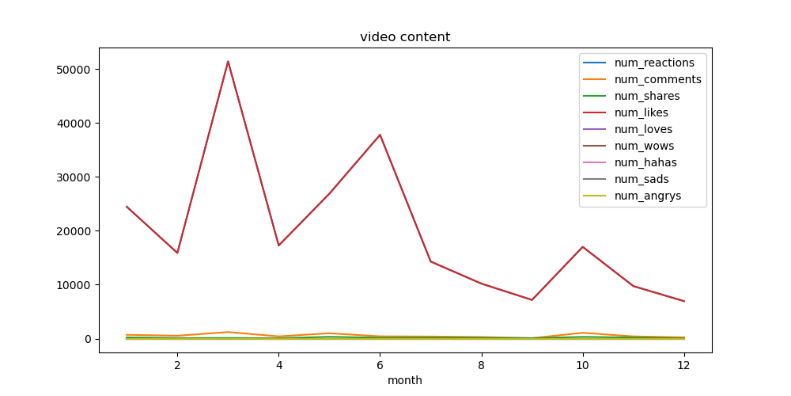 video content
50000
40000
30000
20000
10000
0
num_reactions
num_comments
num_shares
num_likes
num_loves
num_wows
num_hahas
num_sads
num_angrys
2 4 6 8 10 12
month